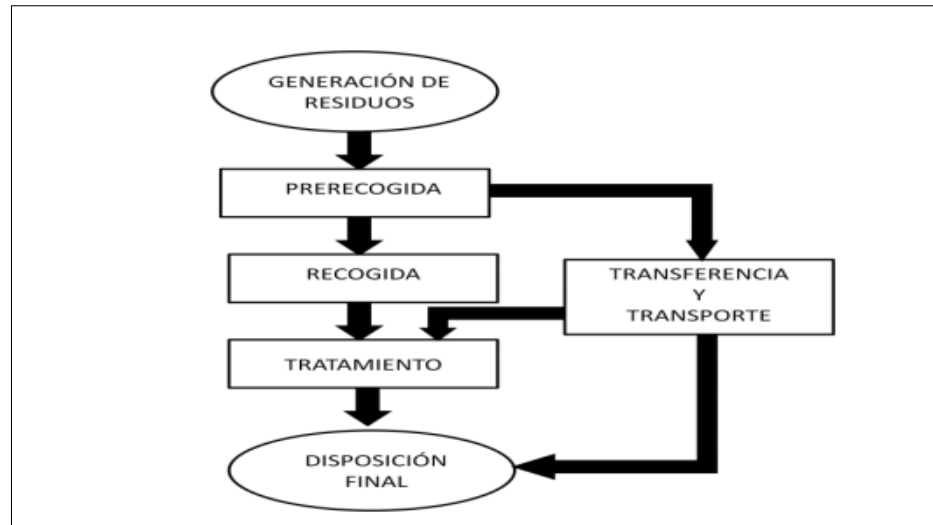 GENERACIÓN DE
RESIDUOS
PRERECOGIDA
RECOGIDA
TRANSFERENCIA
Y
TRANSPORTE
TRATAMIENTO
DISPOSICIÓN
FINAL